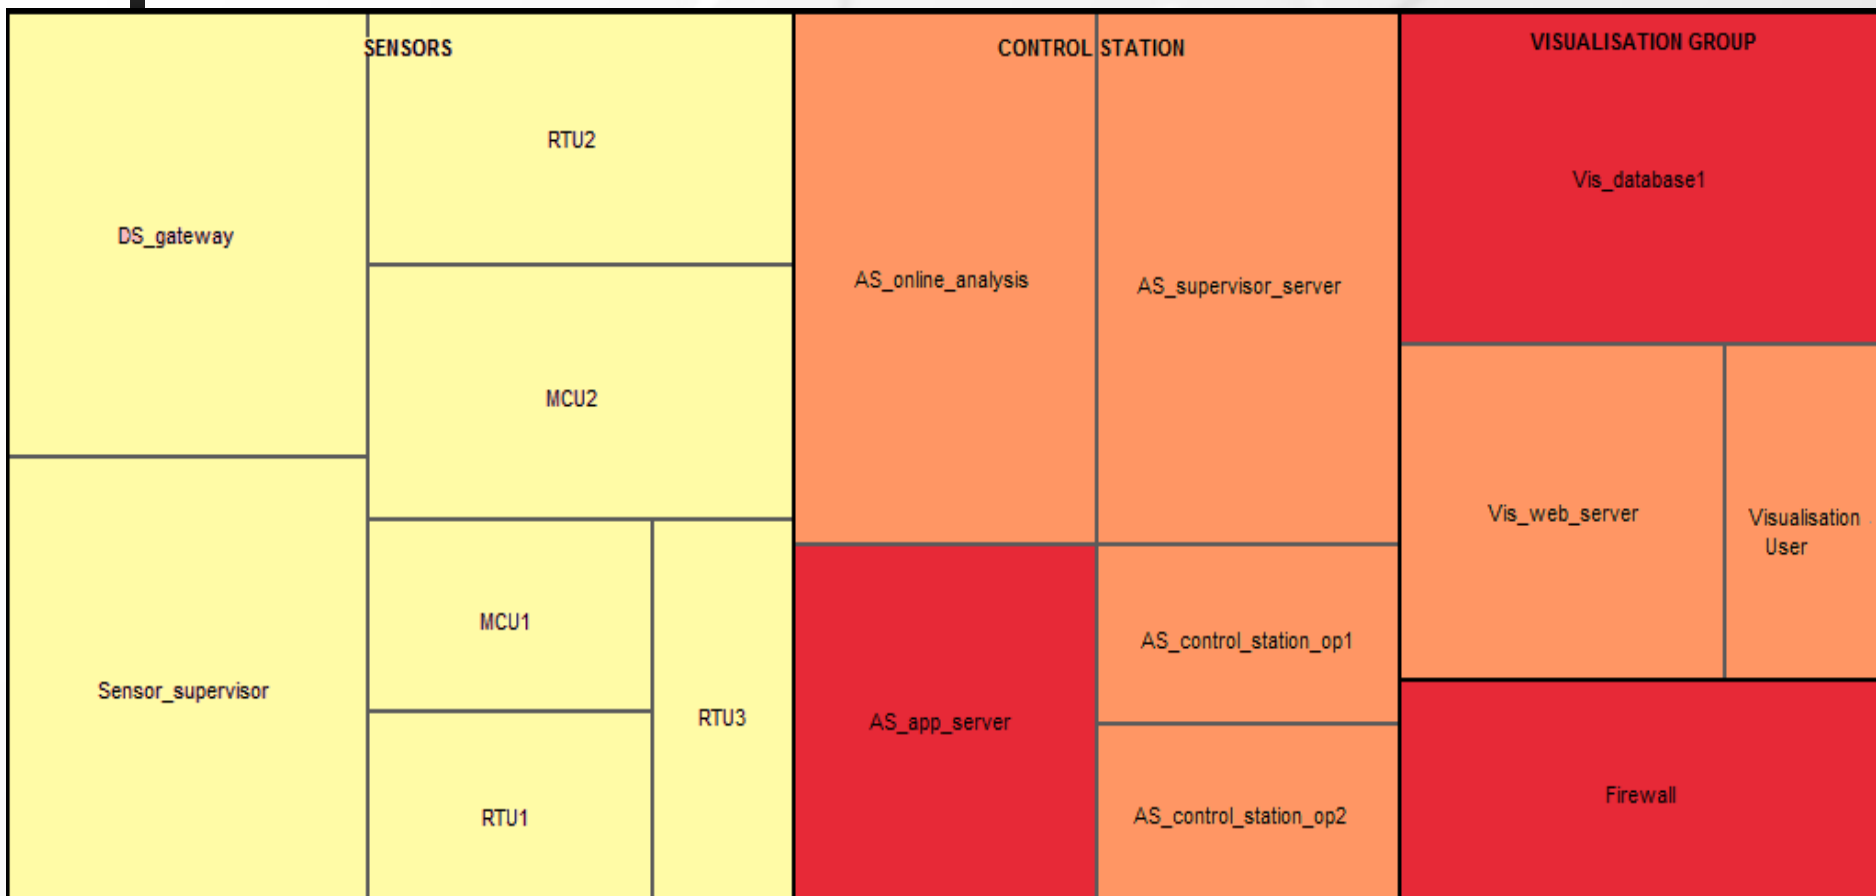 SENSORS
DS_gateway
RTU2
MCU2
Sensor_supervisor
MCU1
RTU1
RTU3
CONTROL STATION
AS_online_analysis
AS_supervisor_server
AS_app_server
AS_control_station_op1
AS_control_station_op2
VISUALISATION GROUP
Vis_database1
Vis_web_server
Visualisation
User
Firewall